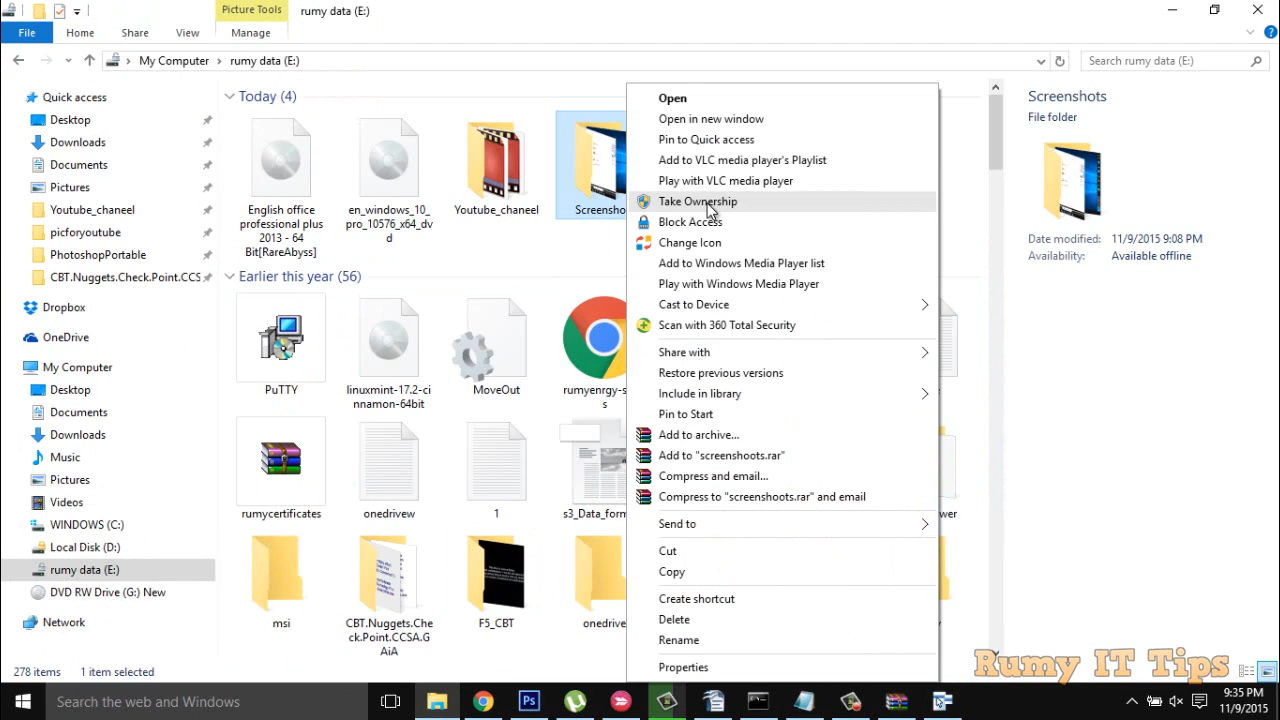 Picture Tools
rumy data (E:)
File
Home
Share
View
Manage
My Computer
rumy data (E:)
Search rumy data (E:)
Quick access
Desktop
Downloads
Documents
Pictures
Youtube_chaneel
picforyoutube
PhotoshopPortable
CBT.Nuggets.Check.Point.CCS
Dropbox
OneDrive
My Computer
Desktop
Documents
Downloads
Music
Pictures
Videos
WINDOWS (C:)
Local Disk (D:)
rumy data (E:)
DVD RW Drive (G:) New
Network
Today (4)
English office
professional plus
2013 - 64
Bit[RareAbyss]
en_windows_10_
pro_10576_x64_dv
d
Youtube_chaneel
Screensho
Earlier this year (56)
PuTTY
linuxmint-17.2-ci
nnamon-64bit
MoveOut
rumyenrgy-s
s
rumycertificates
onedrivew
1
s3_Data_form
wer
msi
CBT.Nuggets.Che
ck.Point.CCSA.G
AiA
F5_CBT
onedrive
Open
Open in new window
Pin to Quick access
Add to VLC media player's Playlist
Play with VLC media player
Take Ownership
Block Access
Change Icon
Add to Windows Media Player list
Play with Windows Media Player
Cast to Device
Scan with 360 Total Security
Share with
Restore previous versions
Include in library
Pin to Start
Add to archive...
Add to "screenshoots.rar"
Compress and email...
Compress to "screenshoots.rar" and email
Send to
Cut
Copy
Create shortcut
Delete
Rename
Properties
Screenshots
File folder
Date modified: 11/9/2015 9:08 PM
Availability: Available offline
278 items
1 item selected
Rumy IT Tips
Search the web and Windows
9:35 PM
11/9/2015